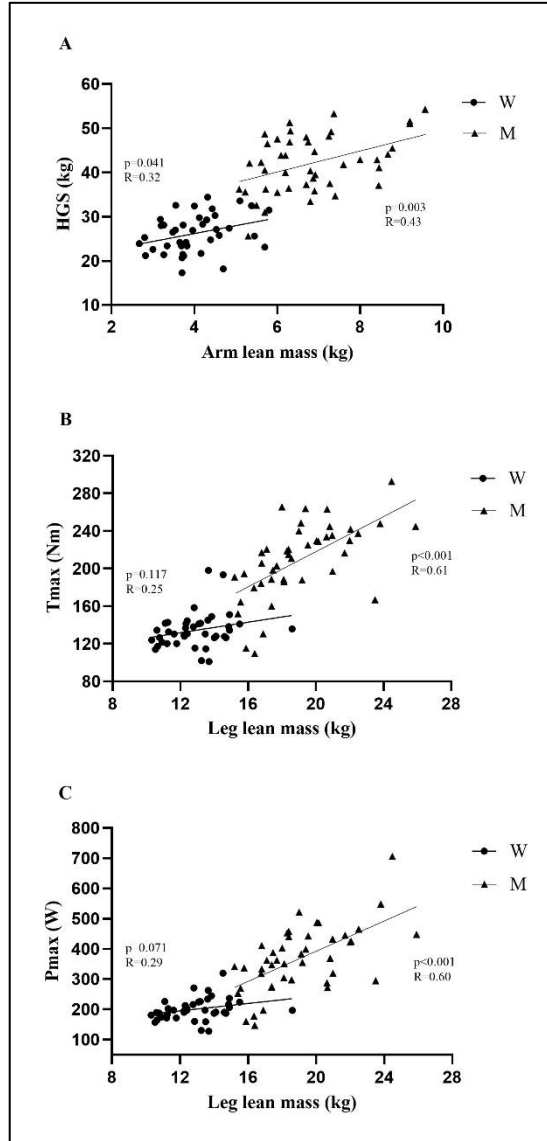 A
60
50
40
30
20
10
HGS (kg)
p=0.041
R=0.32
p=0.003
R=0.43
W
M
2 4 6 8 10
Arm lean mass (kg)
B
320
280
240
200
160
120
80
Tmax (Nm)
p=0.117
R=0.25
p<0.001
R=0.61
W
M
8 12 16 20 24 28
Leg lean mass (kg)
C
800
700
600
500
400
300
200
100
Pmax (W)
p=0.071
R=0.29
p<0.001
R=0.60
W
M
8 12 16 20 24 28
Leg lean mass (kg)